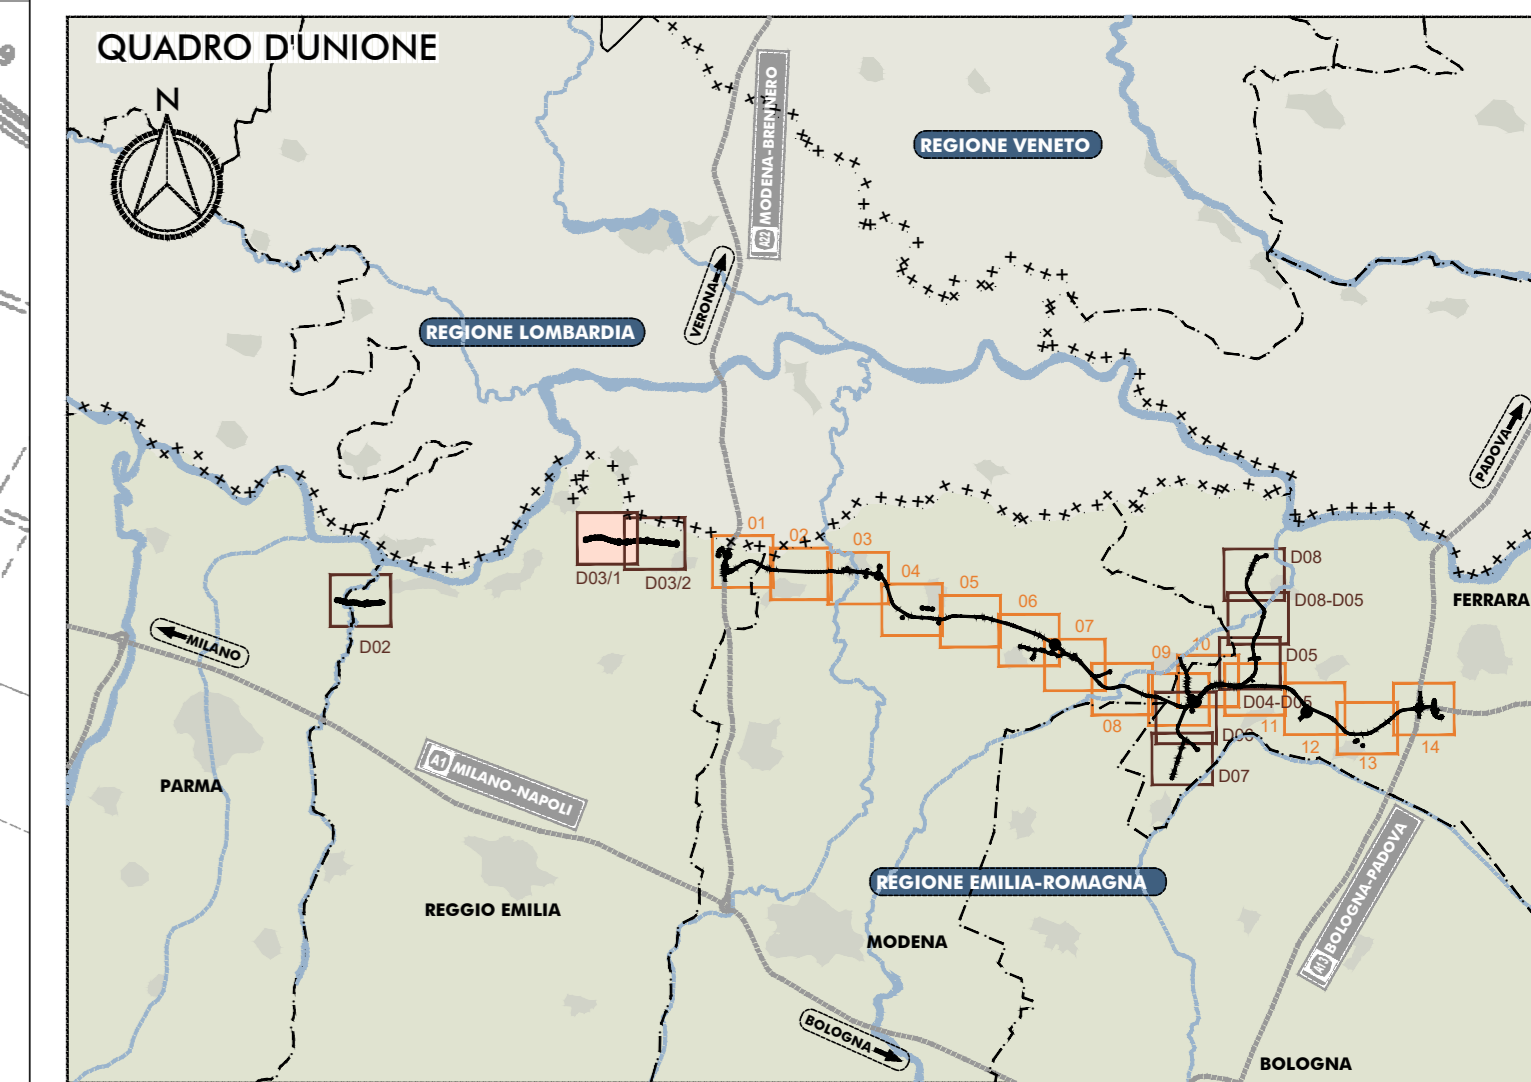 QUADRO D'UNIONE
N
A22 MODENA-BRENNERO
REGIONE VENETO
VERONA
REGIONE LOMBARDIA
PADOVA
01
02
03
04
05
06
07
08
09
10
11
12
13
14
D03/1
D03/2
D02
D08
D08-D05
D05
D04-D05
D07
FERRARA
MILANO
PARMA
A1 MILANO-NAPOLI
REGIONE EMILIA-ROMAGNA
A13 BOLOGNA-PADOVA
REGGIO EMILIA
MODENA
BOLOGNA
BOLOGNA